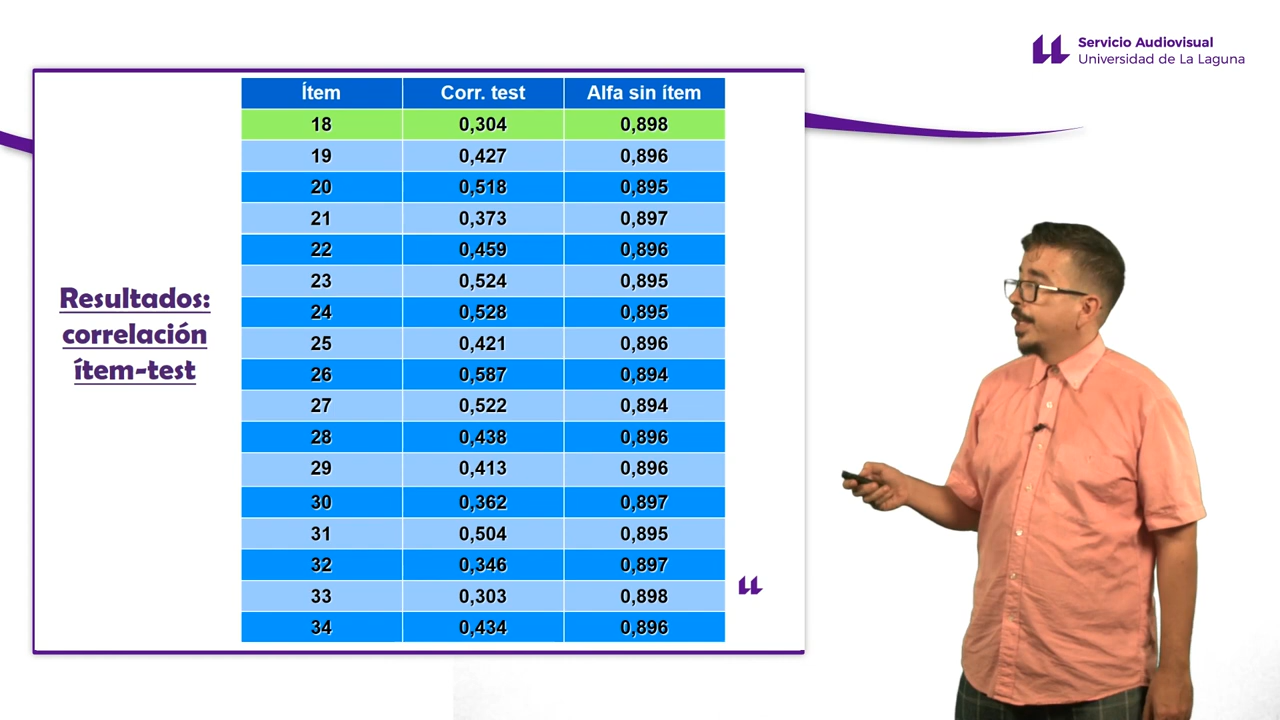 Servicio Audiovisual
Universidad de La Laguna
Resultados:
correlación
ítem-test
Ítem Corr. test Alfa sin ítem
18 0,304 0,898
19 0,427 0,896
20 0,518 0,895
21 0,373 0,897
22 0,459 0,896
23 0,524 0,895
24 0,528 0,895
25 0,421 0,896
26 0,587 0,894
27 0,522 0,894
28 0,438 0,896
29 0,413 0,896
30 0,362 0,897
31 0,504 0,895
32 0,346 0,897
33 0,303 0,898
34 0,434 0,896